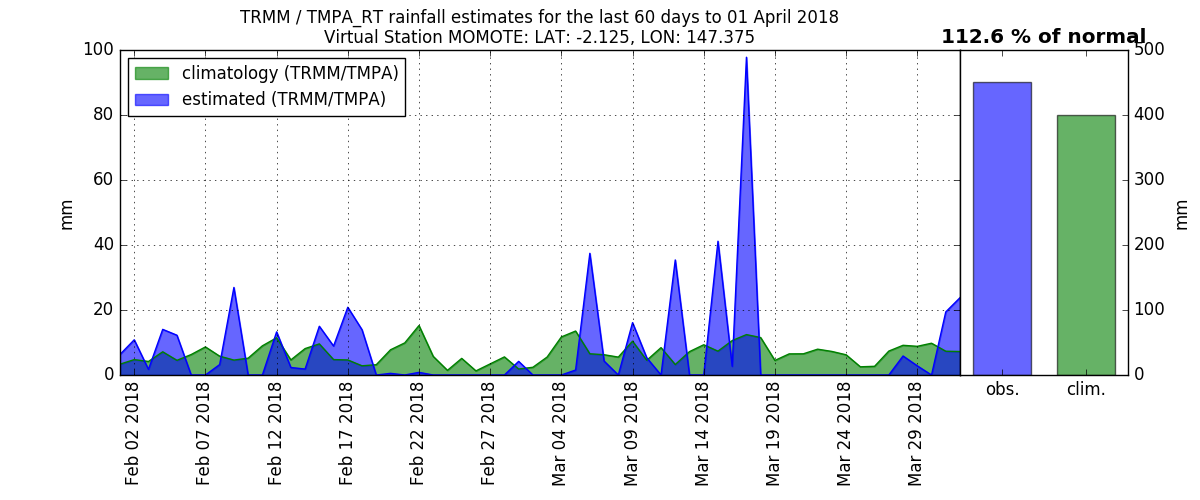 TRMM / TMPA_RT rainfall estimates for the last 60 days to 01 April 2018
Virtual Station MOMOTE: LAT: -2.125, LON: 147.375
112.6 % of normal
climatology (TRMM/TMPA)
estimated (TRMM/TMPA)
100
80
60
40
20
0
mm
500
400
300
200
100
0
mm
Feb 02 2018
Feb 07 2018
Feb 12 2018
Feb 17 2018
Feb 22 2018
Feb 27 2018
Mar 04 2018
Mar 09 2018
Mar 14 2018
Mar 19 2018
Mar 24 2018
Mar 29 2018
obs.
clim.